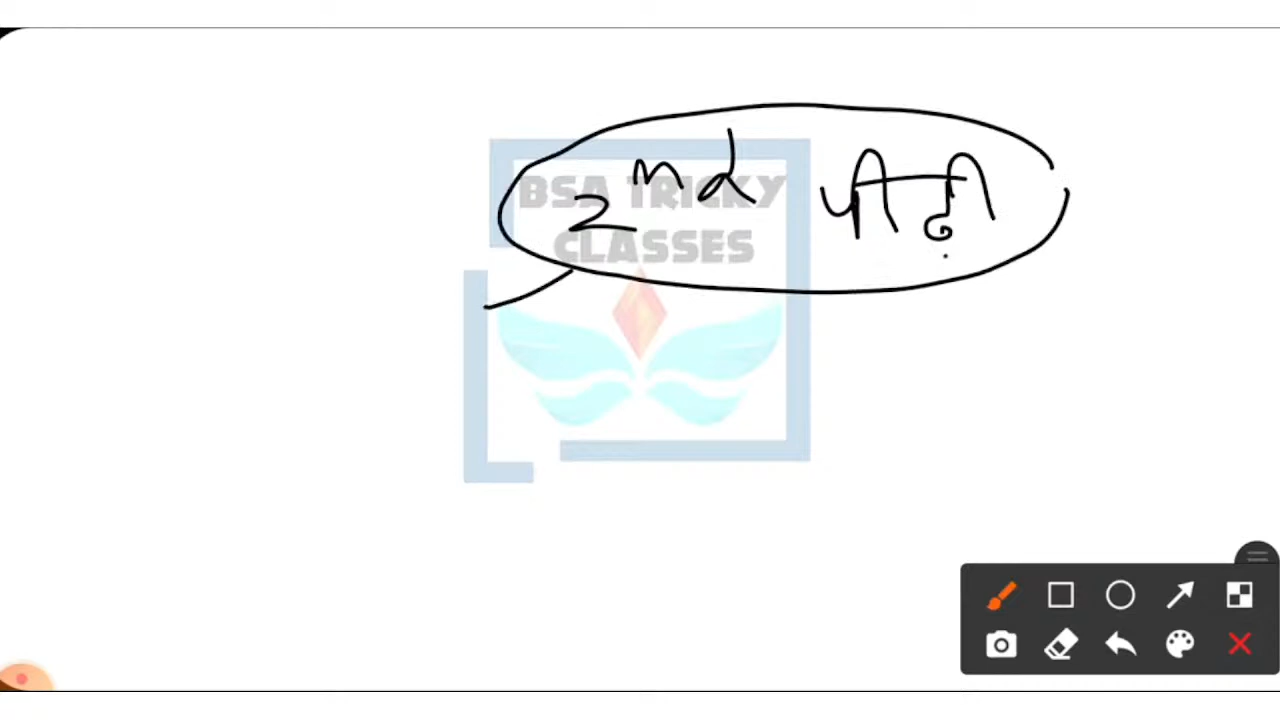 2nd पाली
BSA TRICKY
CLASSES